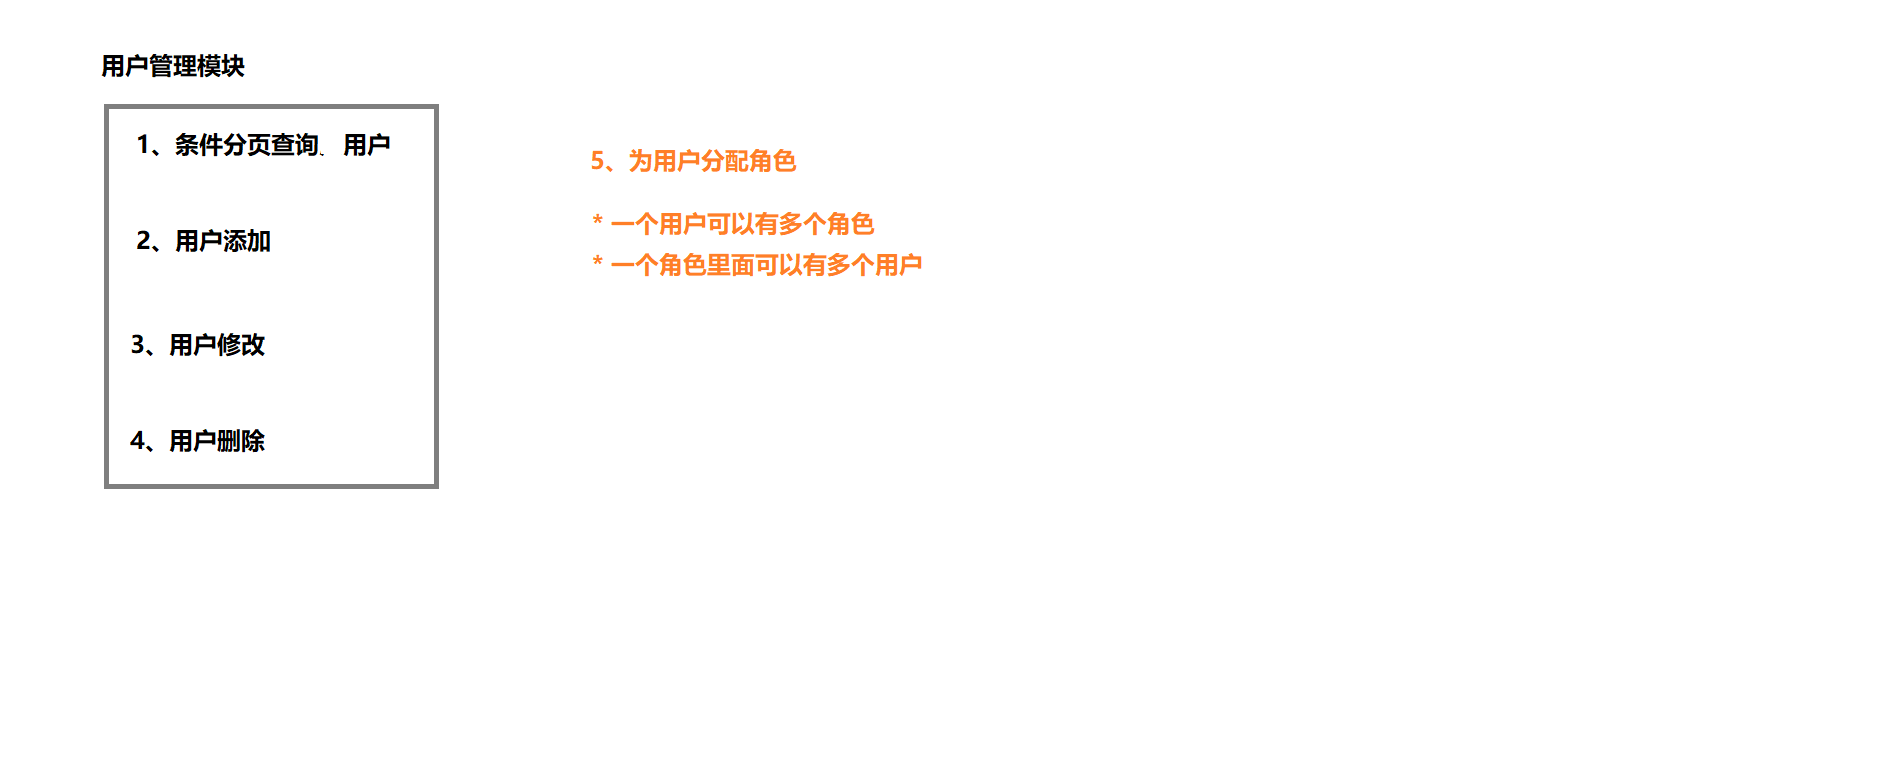 用户管理模块
1、条件分页查询. 用户
2、用户添加
3、用户修改
4、用户删除
5、为用户分配角色
* 一个用户可以有多个角色
* 一个角色里面可以有多个用户